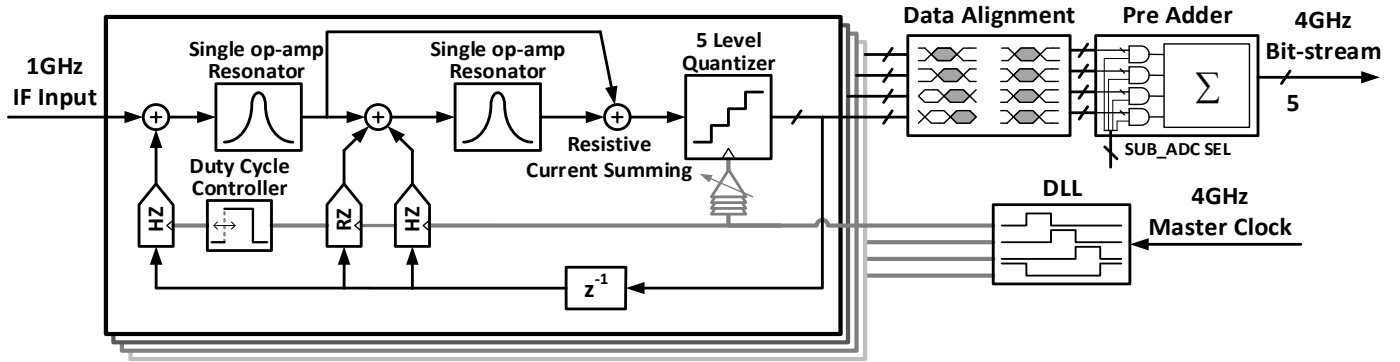 1GHz
IF Input
Single op-amp
Resonator
Single op-amp
Resonator
5 Level
Quantizer
Resistive
Current Summing
Duty Cycle
Controller
HZ
RZ
HZ
z-1
Data Alignment
Pre Adder
Σ
SUB_ADC SEL
4GHz
Bit-stream
5
DLL
4GHz
Master Clock